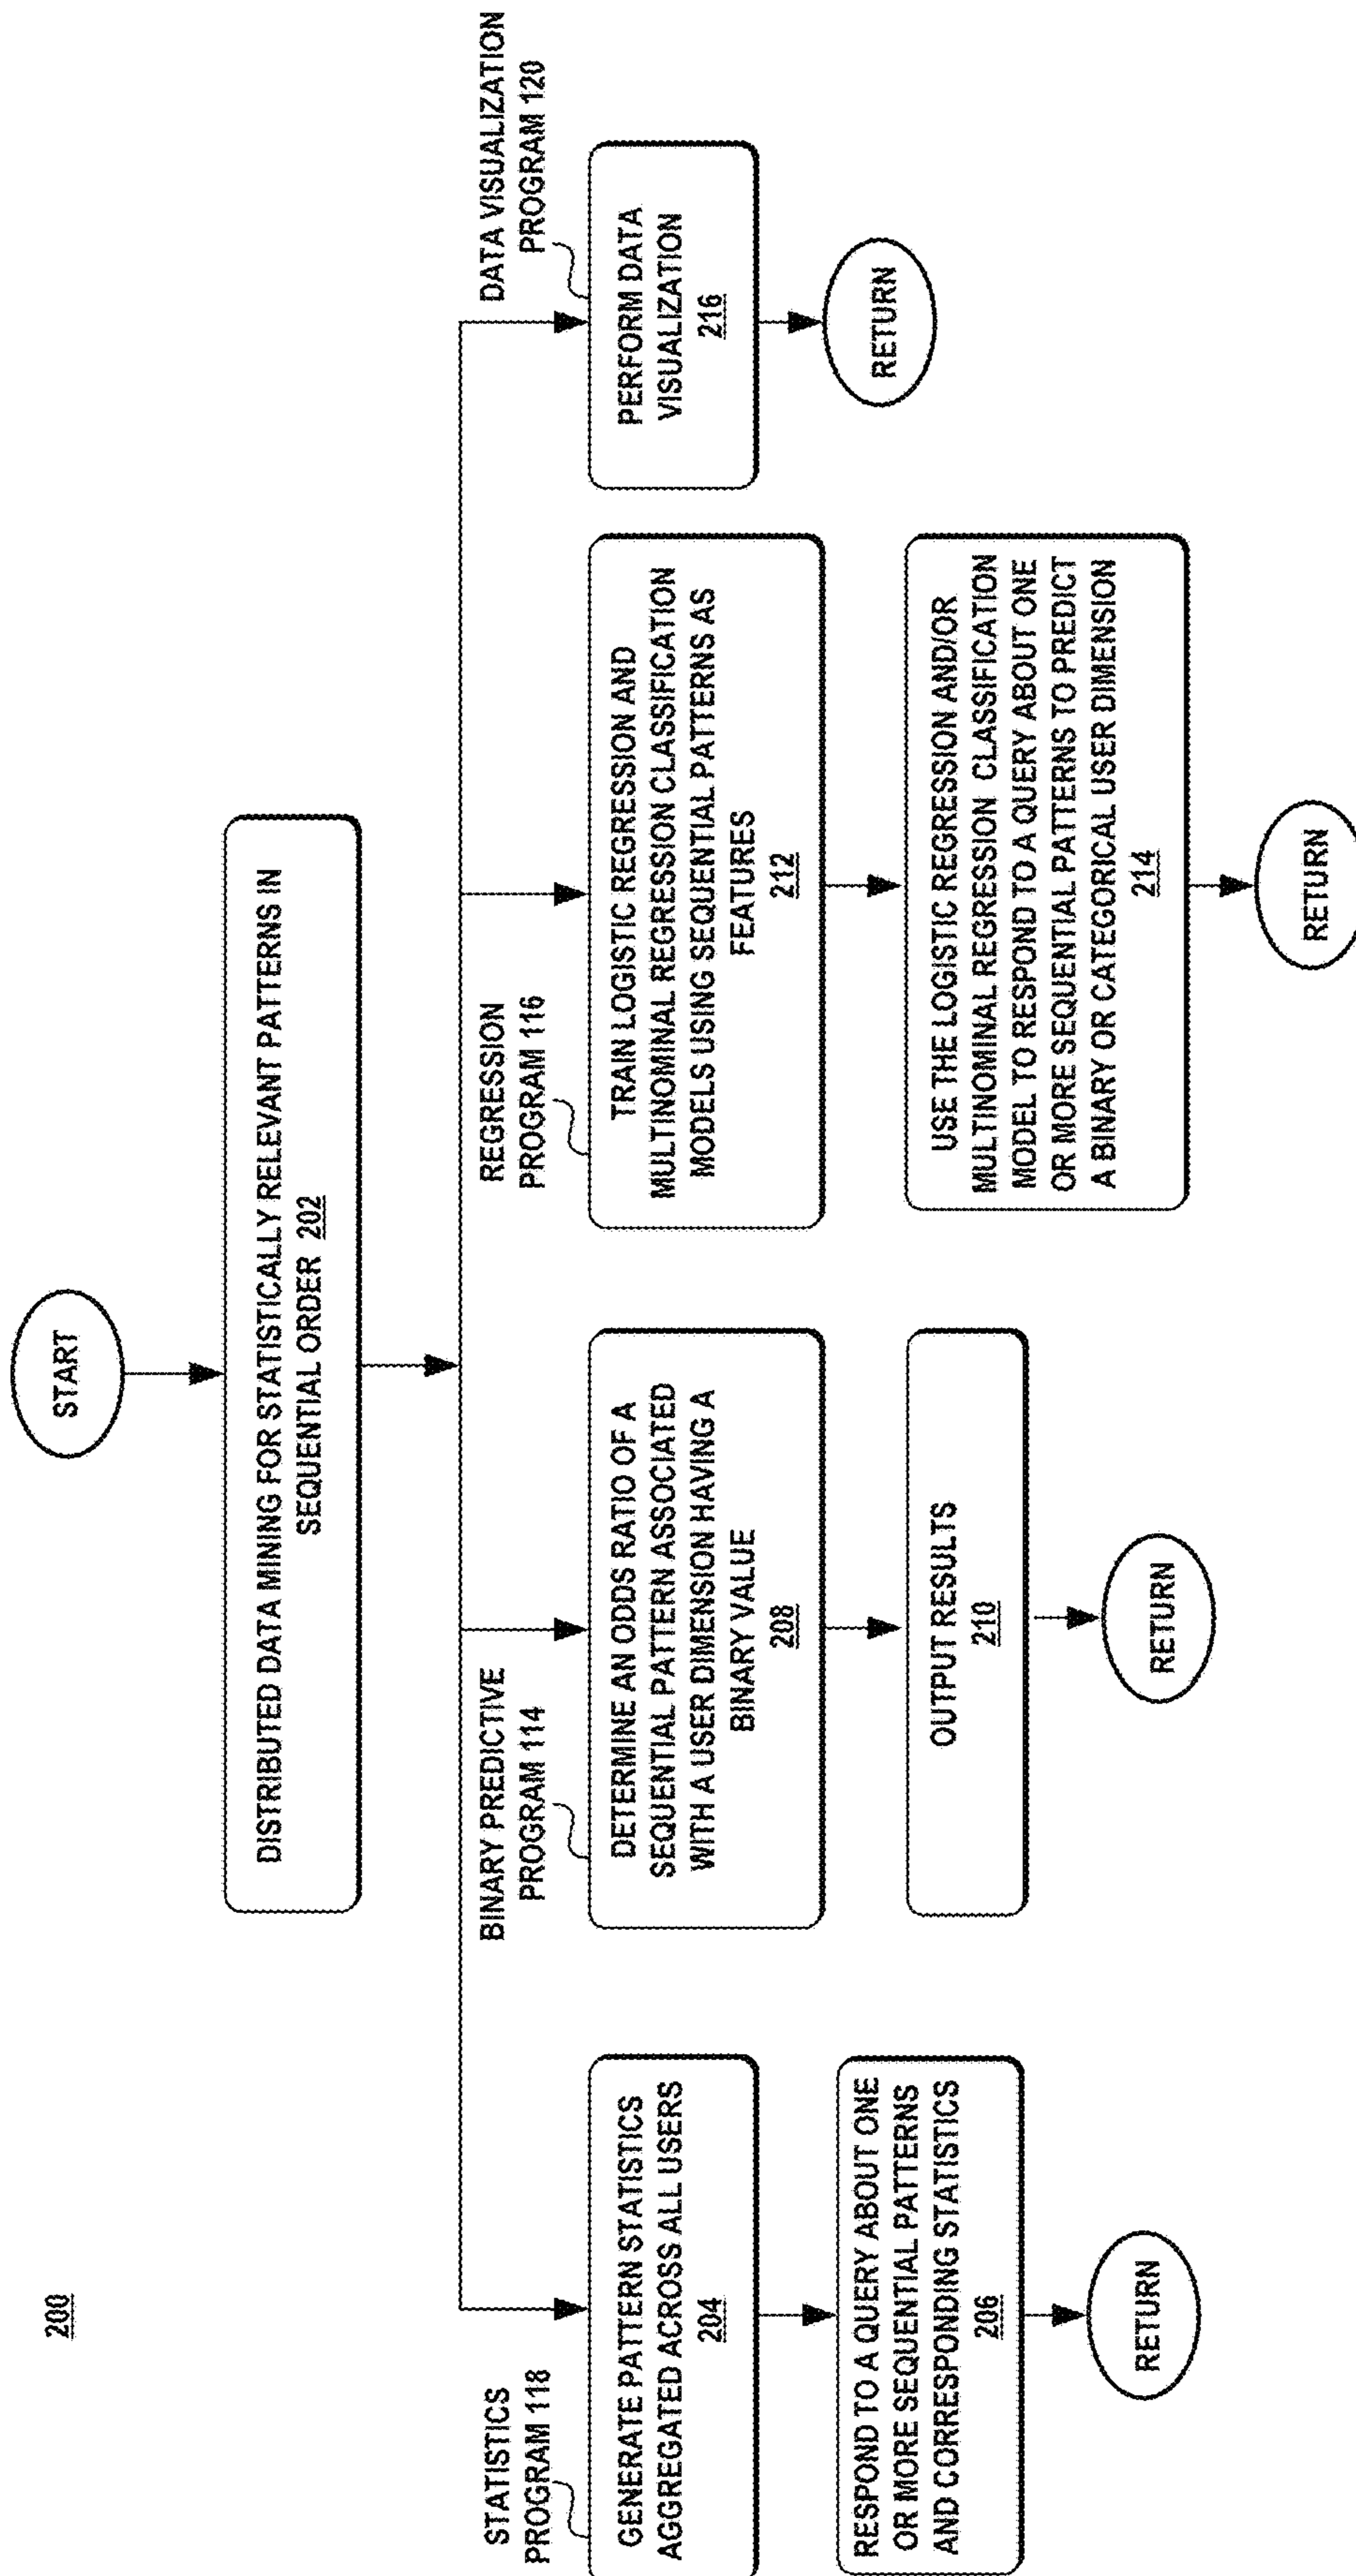 200
START
DISTRIBUTED DATA MINING FOR STATISTICALLY RELEVANT PATTERNS IN
SEQUENTIAL ORDER 202
STATISTICS
PROGRAM 118
GENERATE PATTERN STATISTICS
AGGREGATED ACROSS ALL USERS
204
RESPOND TO A QUERY ABOUT ONE
OR MORE SEQUENTIAL PATTERNS
AND CORRESPONDING STATISTICS
206
RETURN
BINARY PREDICTIVE
PROGRAM 114
DETERMINE AN ODDS RATIO OF A
SEQUENTIAL PATTERN ASSOCIATED
WITH A USER DIMENSION HAVING A
BINARY VALUE
208
OUTPUT RESULTS
210
RETURN
REGRESSION
PROGRAM 116
TRAIN LOGISTIC REGRESSION AND
MULTINOMINAL REGRESSION CLASSIFICATION
MODELS USING SEQUENTIAL PATTERNS AS
FEATURES
212
USE THE LOGISTIC REGRESSION AND/OR
MULTINOMINAL REGRESSION CLASSIFICATION
MODEL TO RESPOND TO A QUERY ABOUT ONE
OR MORE SEQUENTIAL PATTERNS TO PREDICT
A BINARY OR CATEGORICAL USER DIMENSION
214
RETURN
DATA VISUALIZATION
PROGRAM 120
PERFORM DATA
VISUALIZATION
216
RETURN